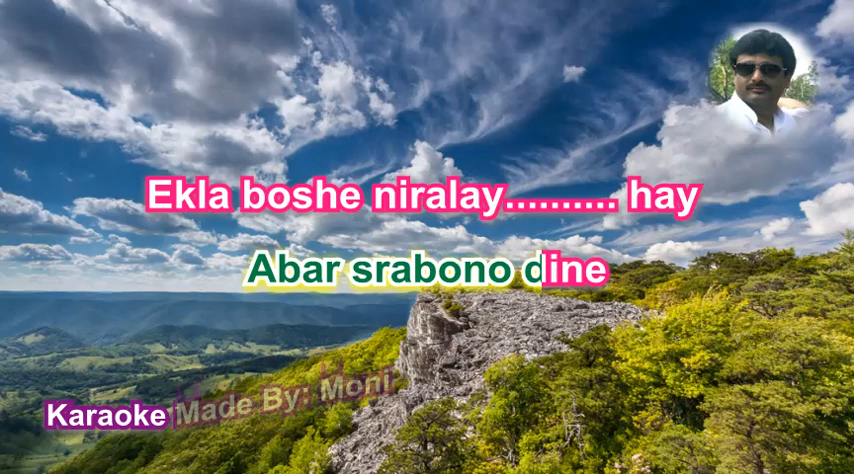 Ekla boshe niralay.......... hay
Abar srabono dine
Karaoke Made By: Moni